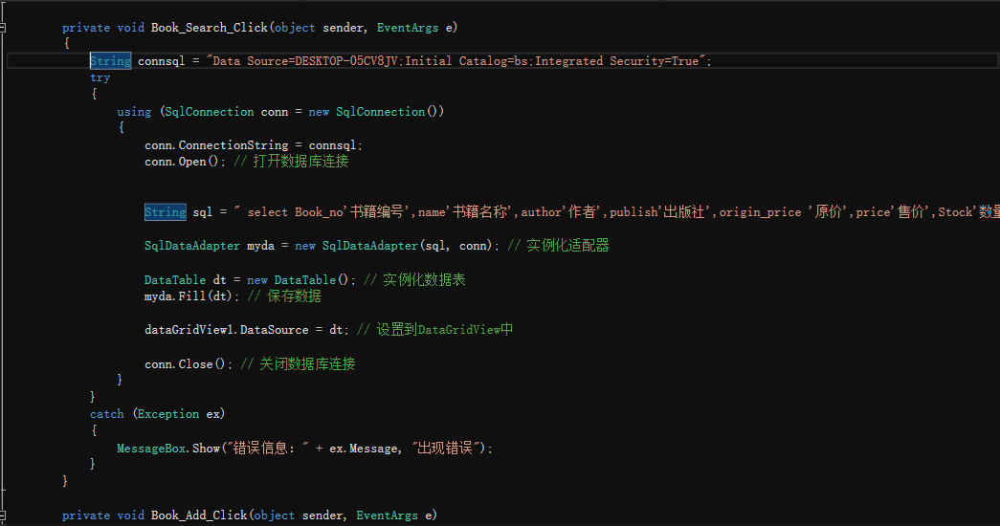 private void Book_Search_Click(object sender, EventArgs e)
{
String connsql = "Data Source=DESKTOP-O5CV8JV;Initial Catalog=bs;Integrated Security=True";
try
{
using (SqlConnection conn = new SqlConnection())
{
conn.ConnectionString = connsql;
conn.Open(); // 打开数据库连接
String sql = " select Book_no'书籍编号',name'书籍名称',author'作者',publish'出版社',origin_price '原价',price'售价',Stock'数量
SqlDataAdapter myda = new SqlDataAdapter(sql, conn); // 实例化适配器
DataTable dt = new DataTable(); // 实例化数据表
myda.Fill(dt); // 保存数据
dataGridView1.DataSource = dt; // 设置到DataGridView中
conn.Close(); // 关闭数据库连接
}
}
catch (Exception ex)
{
MessageBox.Show("错误信息：" + ex.Message, "出现错误");
}
}
private void Book_Add_Click(object sender, EventArgs e)